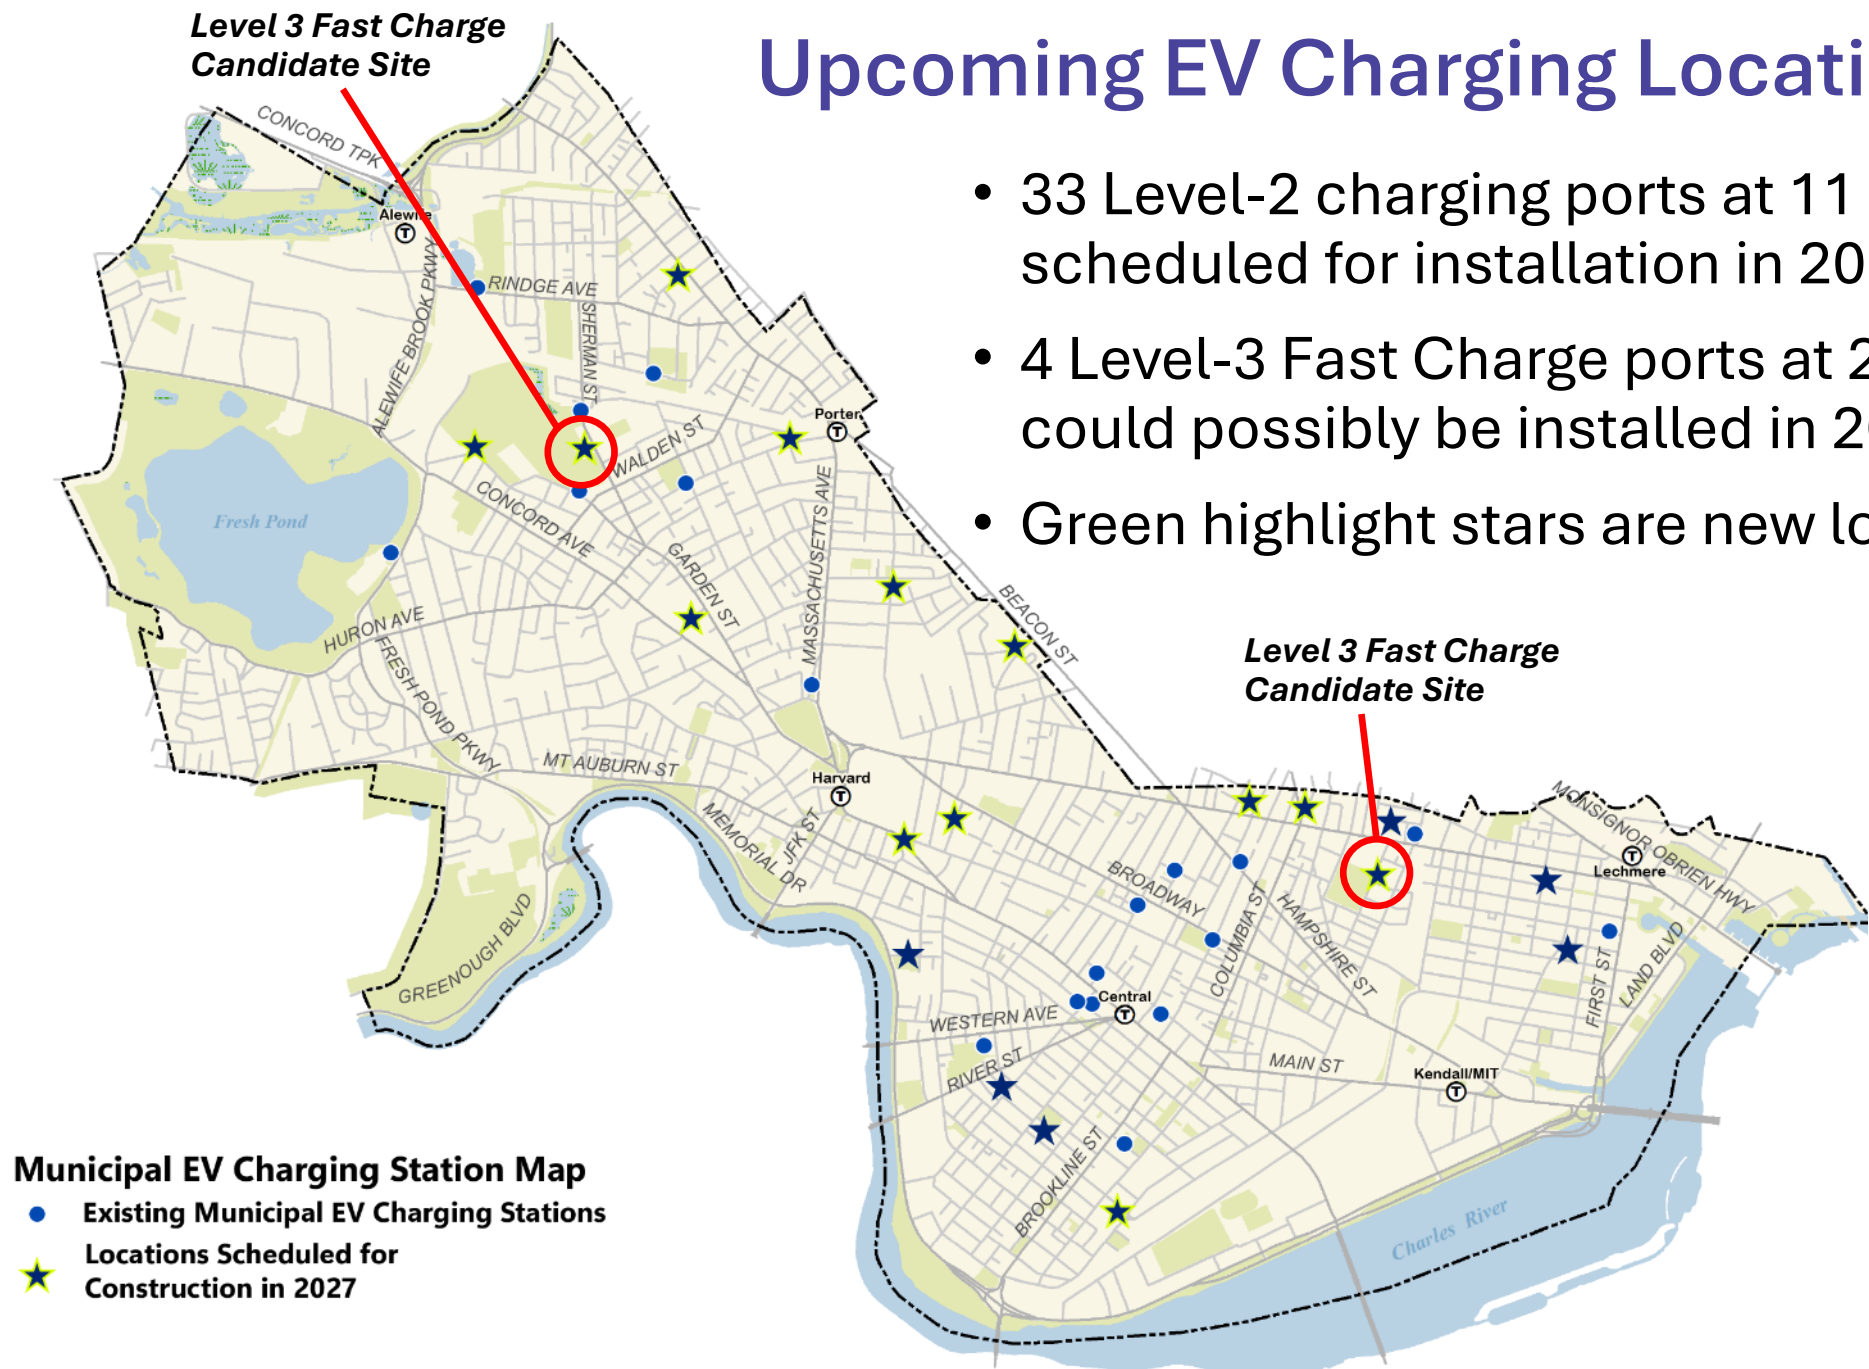 Level 3 Fast Charge
Candidate Site
Upcoming EV Charging Locati
• 33 Level-2 charging ports at 11
scheduled for installation in 20
• 4 Level-3 Fast Charge ports at 2
could possibly be installed in 2
• Green highlight stars are new lo
CONCORD TPK
Alewife
T
ALEWIFE BROOK PKWY
RINDGE AVE
SHERMAN ST
Porter
T
WALDEN ST
CONCORD AVE
MASSACHUSETTS AVE
Fresh Pond
GARDEN ST
HURON AVE
FRESH POND PKWY
BEACON ST
Level 3 Fast Charge
Candidate Site
MT AUBURN ST
Harvard
T
MEMORIAL DR
JFK ST
MONSIGNOR OBRIEN HWY
T
Lechmere
BROADWAY
COLUMBIA ST
HAMPSHIRE ST
GREENOUGH BLVD
FIRST ST
LAND BLVD
Central
T
WESTERN AVE
RIVER ST
MAIN ST
Kendall/MIT
T
BROOKLINE ST
Charles River
Municipal EV Charging Station Map
Existing Municipal EV Charging Stations
Locations Scheduled for
Construction in 2027